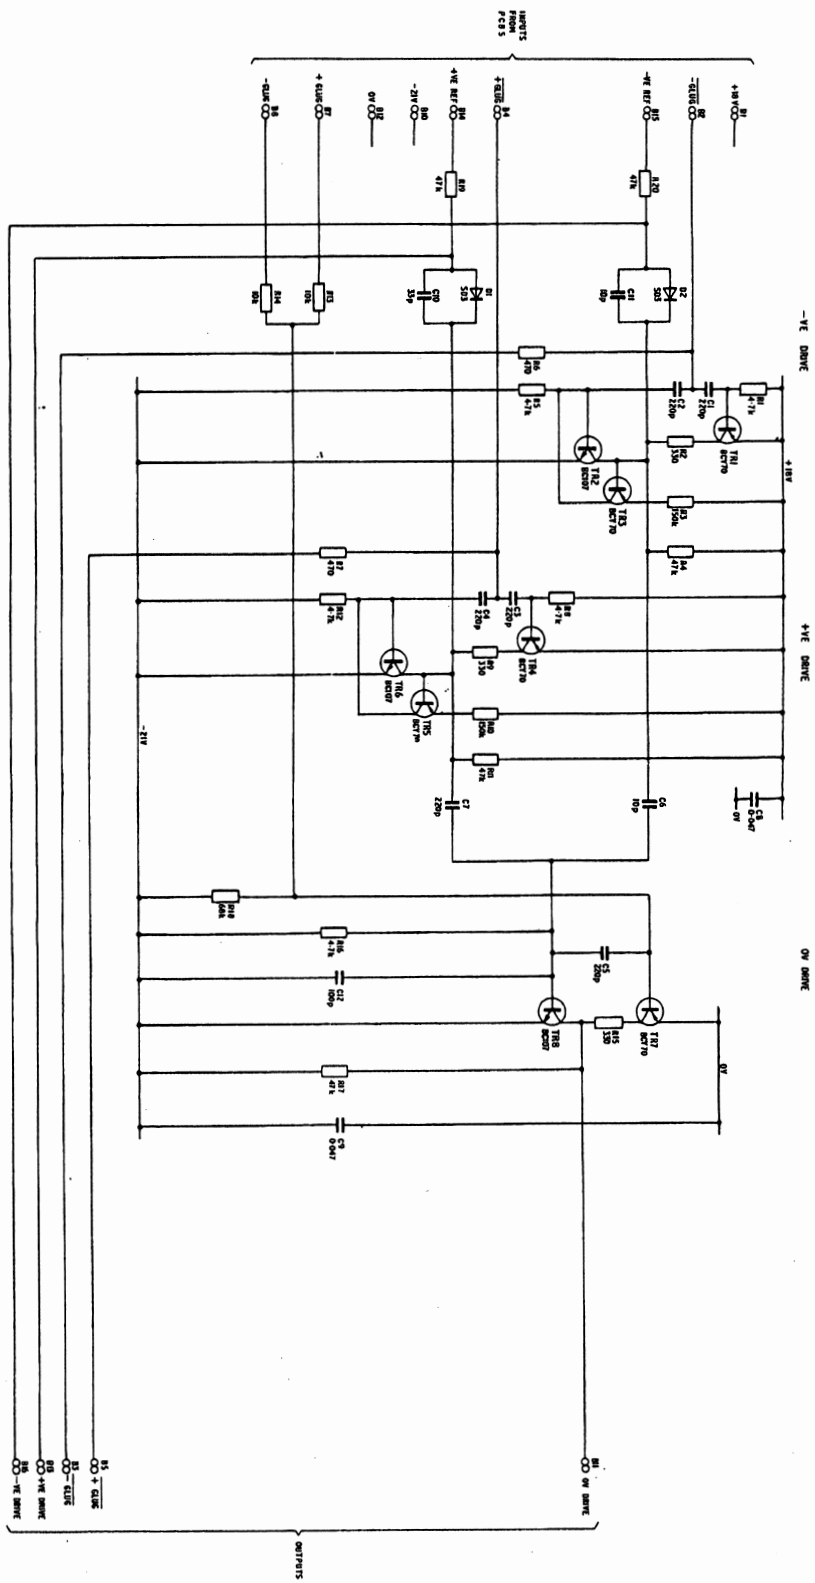 -VE DRIVE
+VE DRIVE
0V DRIVE
INPUTS
FROM
PCB 5
B1
+18V
B2
-GLUG
B15
-VE REF
B4
+GLUG
B14
+VE REF
B10
-21V
B12
0V
B7
+GLUG
B8
-GLUG
R20
47k
R19
47k
D2
SD3
C11
10p
D1
SD3
C10
33p
R13
10k
R14
10k
+18V
R1
4·7k
C1
220p
C2
220p
TR1
BCY70
R2
330
R6
470
R5
4·7k
TR2
BC107
TR3
BCY70
R3
150k
R4
47k
R7
470
R8
4·7k
C3
220p
C4
220p
TR4
BCY70
R9
330
R12
4·7k
TR6
BC107
TR5
BCY70
R10
150k
R11
47k
-21V
C8
0·047
0V
C6
10p
C7
220p
R18
68k
R16
4·7k
C12
100p
C5
220p
TR7
BCY70
R15
330
TR8
BC107
0V
R17
47k
C9
0·047
B11
0V DRIVE
B5
+ GLUG
B3
- GLUG
B13
+VE DRIVE
B16
-VE DRIVE
OUTPUTS